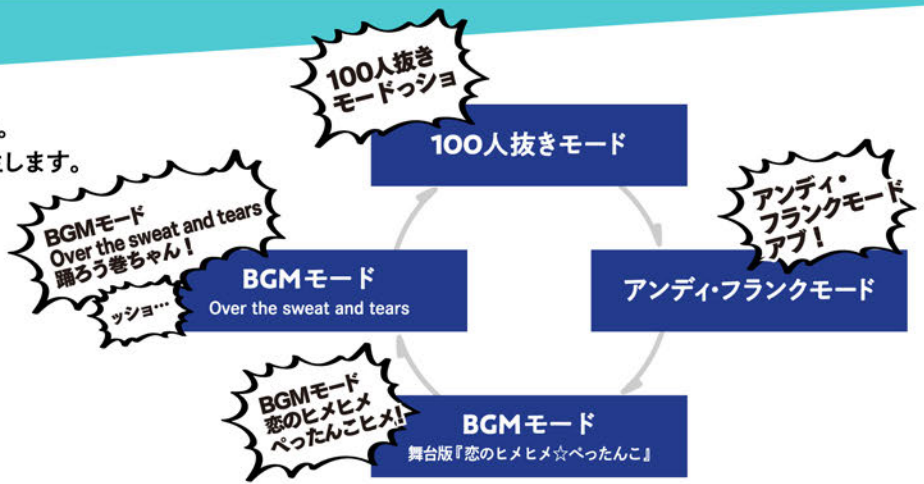 。
します。
100人抜き
モードっショ
100人抜きモード
アンディ・
フランクモード
アブ！
アンディ・フランクモード
BGMモード
Over the sweat and tears
踊ろう巻ちゃん！
ッショ…
BGMモード
Over the sweat and tears
BGMモード
恋のヒメヒメ
ぺったんこヒメ！
BGMモード
舞台版『恋のヒメヒメ☆ぺったんこ』